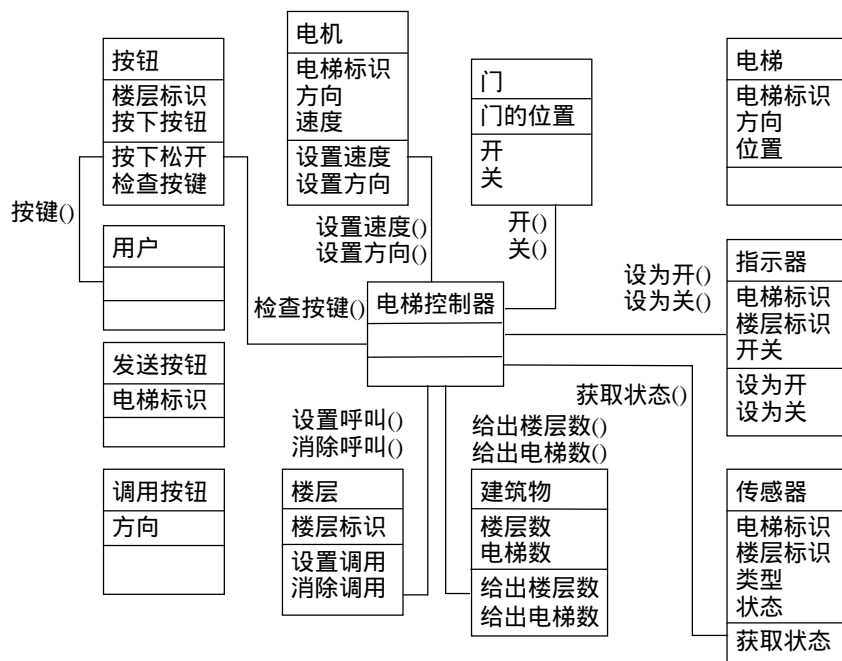 按钮
楼层标识
按下按钮
按下松开
检查按键
按键()
用户
发送按钮
电梯标识
调用按钮
方向
电机
电梯标识
方向
速度
设置速度
设置方向
设置速度()
设置方向()
检查按键()
门
门的位置
开
关
开()
关()
电梯控制器
设置呼叫()
消除呼叫()
楼层
楼层标识
设置调用
消除调用
给出楼层数()
给出电梯数()
建筑物
楼层数
电梯数
给出楼层数
给出电梯数
电梯
电梯标识
方向
位置
设为开()
设为关()
指示器
电梯标识
楼层标识
开关
设为开
设为关
获取状态()
传感器
电梯标识
楼层标识
类型
状态
获取状态